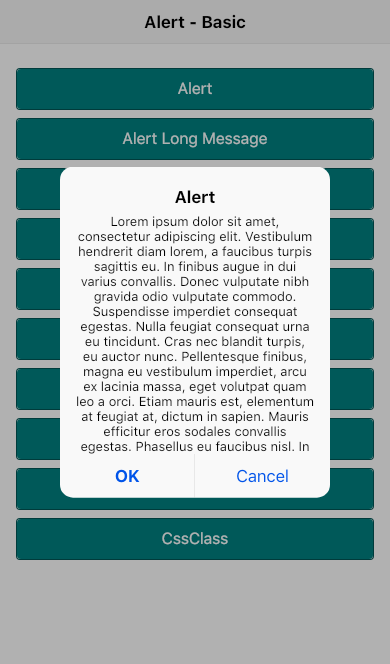 Alert - Basic
Alert
Alert Long Message
Alert
Lorem ipsum dolor sit amet,
consectetur adipiscing elit. Vestibulum
hendrerit diam lorem, a faucibus turpis
sagittis eu. In finibus augue in dui
varius convallis. Donec vulputate nibh
gravida odio vulputate commodo.
Suspendisse imperdiet consequat
egestas. Nulla feugiat consequat urna
eu tincidunt. Cras nec blandit turpis,
eu auctor nunc. Pellentesque finibus,
magna eu vestibulum imperdiet, arcu
ex lacinia massa, eget volutpat quam
leo a orci. Etiam mauris est, elementum
at feugiat at, dictum in sapien. Mauris
efficitur eros sodales convallis
egestas. Phasellus eu faucibus nisl. In
OK Cancel
CssClass